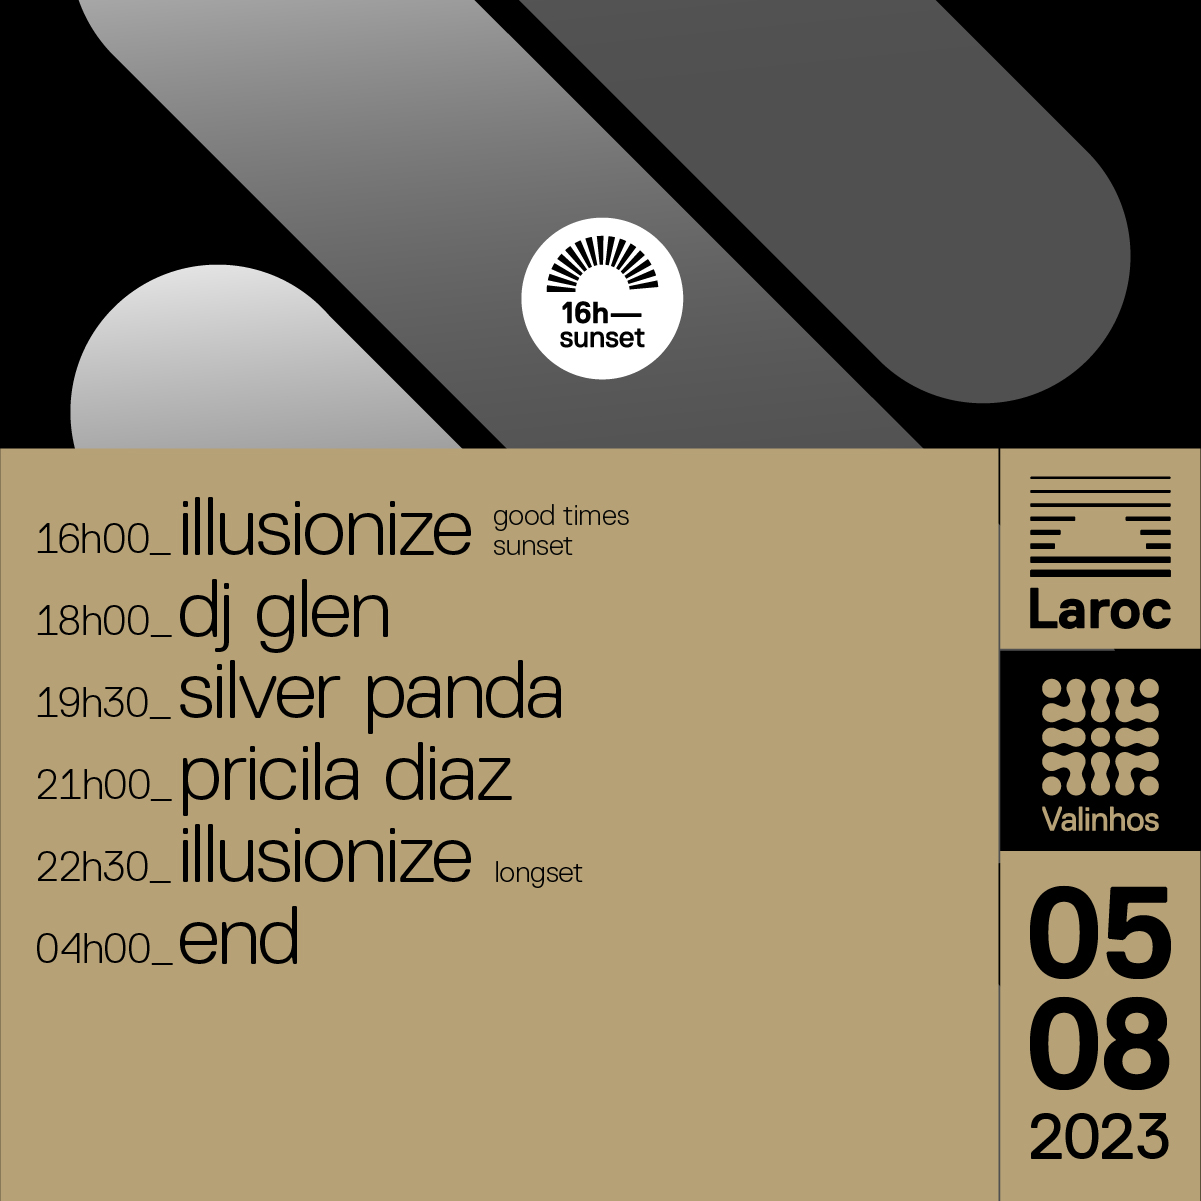 16h—
sunset
16h00_illusionize good times
sunset
18h00_dj glen
19h30_silver panda
21h00_pricila diaz
22h30_illusionize longset
04h00_end
Laroc
Valinhos
05
08
2023